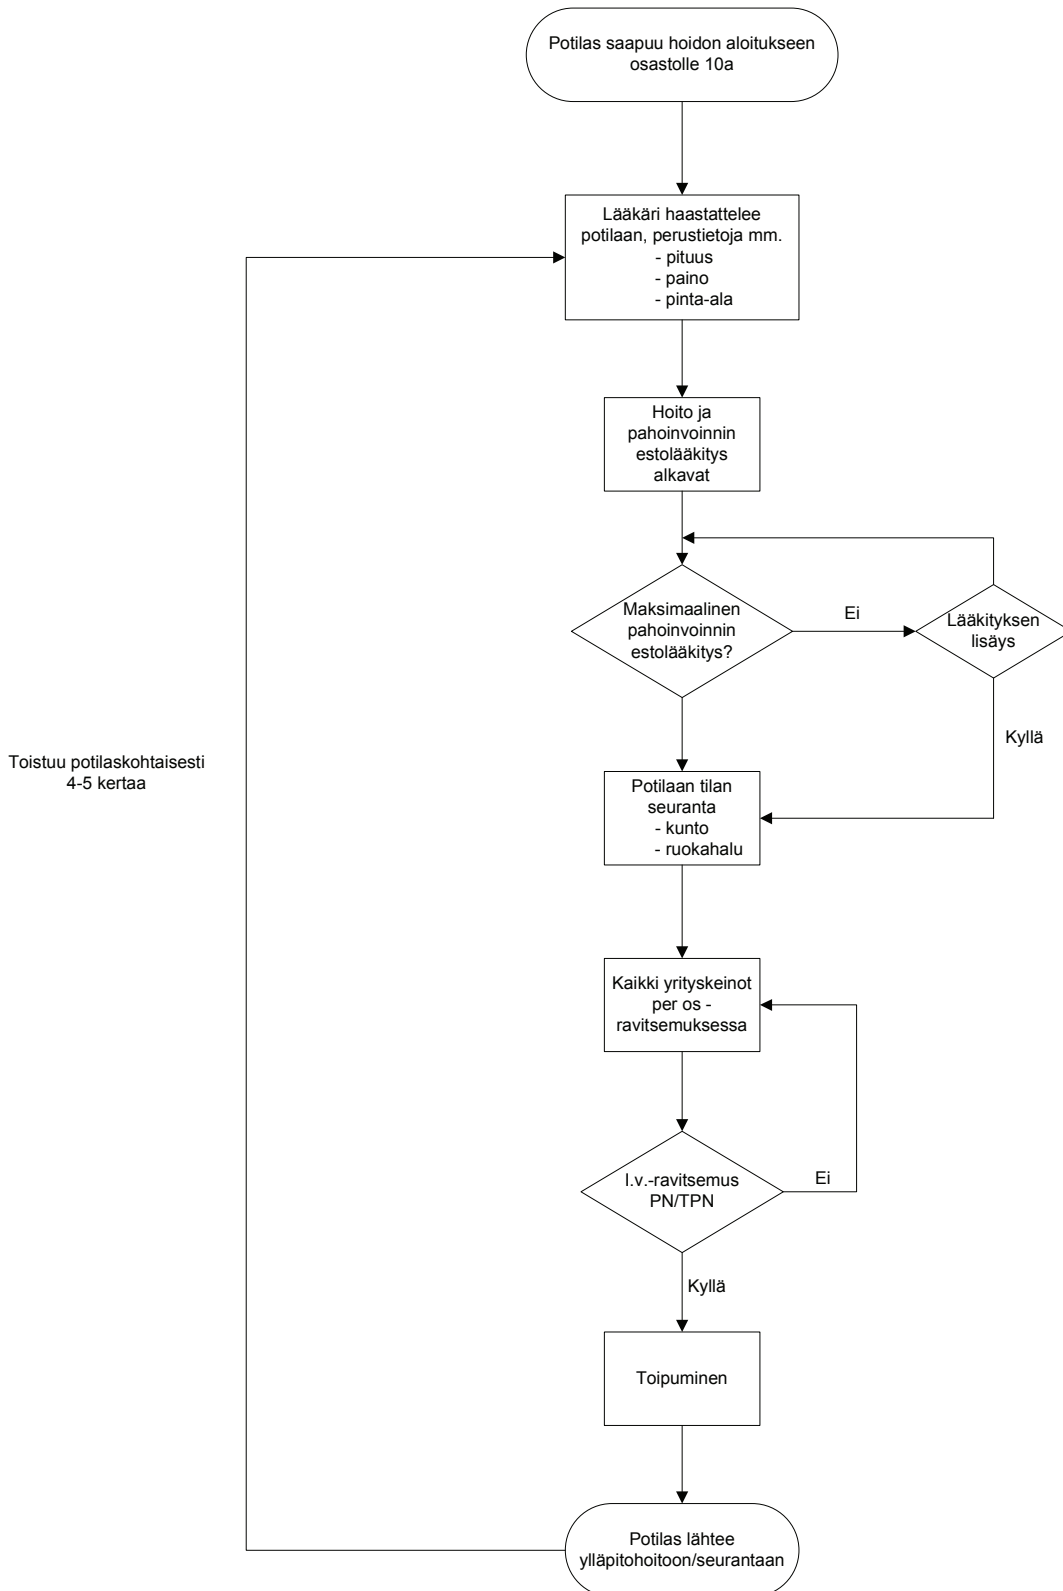 Potilas saapuu hoidon aloitukseen
osastolle 10a
Lääkäri haastattelee
potilaan, perustietoja mm.
- pituus
- paino
- pinta-ala
Hoito ja
pahoinvoinnin
estolääkitys
alkavat
Maksimaalinen
pahoinvoinnin
estolääkitys?
Ei
Lääkityksen
lisäys
Kyllä
Toistuu potilaskohtaisesti
4-5 kertaa
Potilaan tilan
seuranta
- kunto
- ruokahalu
Kaikki yrityskeinot
per os -
ravitsemuksessa
I.v.-ravitsemus
PN/TPN
Ei
Kyllä
Toipuminen
Potilas lähtee
ylläpitohoitoon/seurantaan